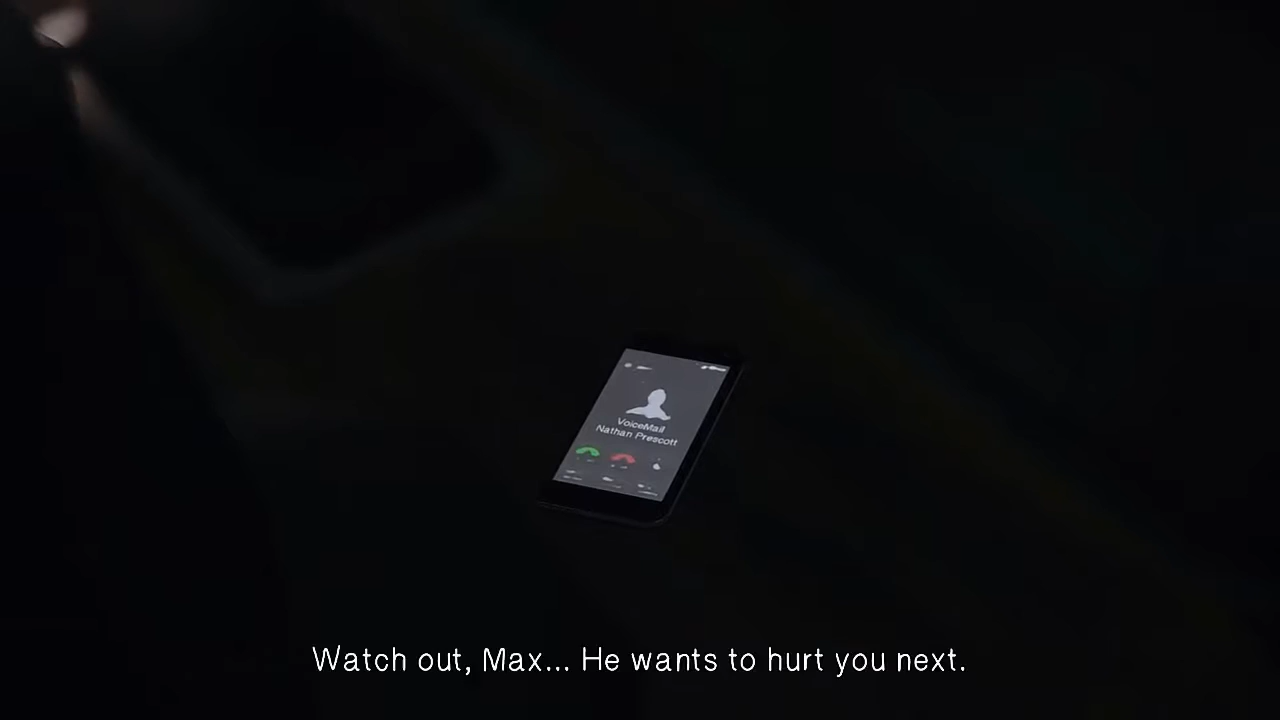 VoiceMail
Nathan Prescott
Watch out, Max... He wants to hurt you next.